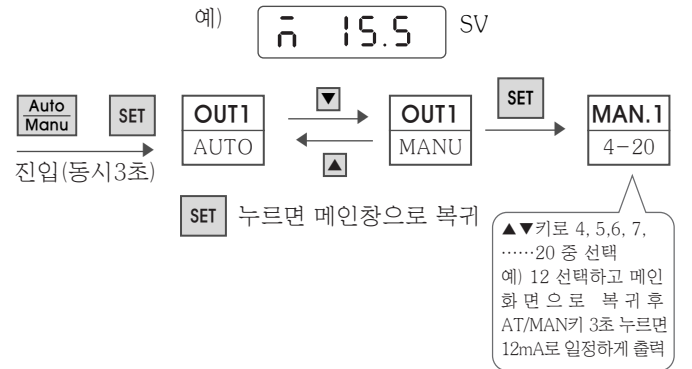 예) n̄ 15.5 SV
Auto
Manu
SET
진입(동시3초)
OUT1
AUTO
▼
▲
OUT1
MANU
SET
MAN.1
4-20
SET 누르면 메인창으로 복귀
▲▼키로 4, 5,6, 7,
……20 중 선택
예) 12 선택하고 메인
화면으로 복귀후
AT/MAN키 3초 누르면
12mA로 일정하게 출력